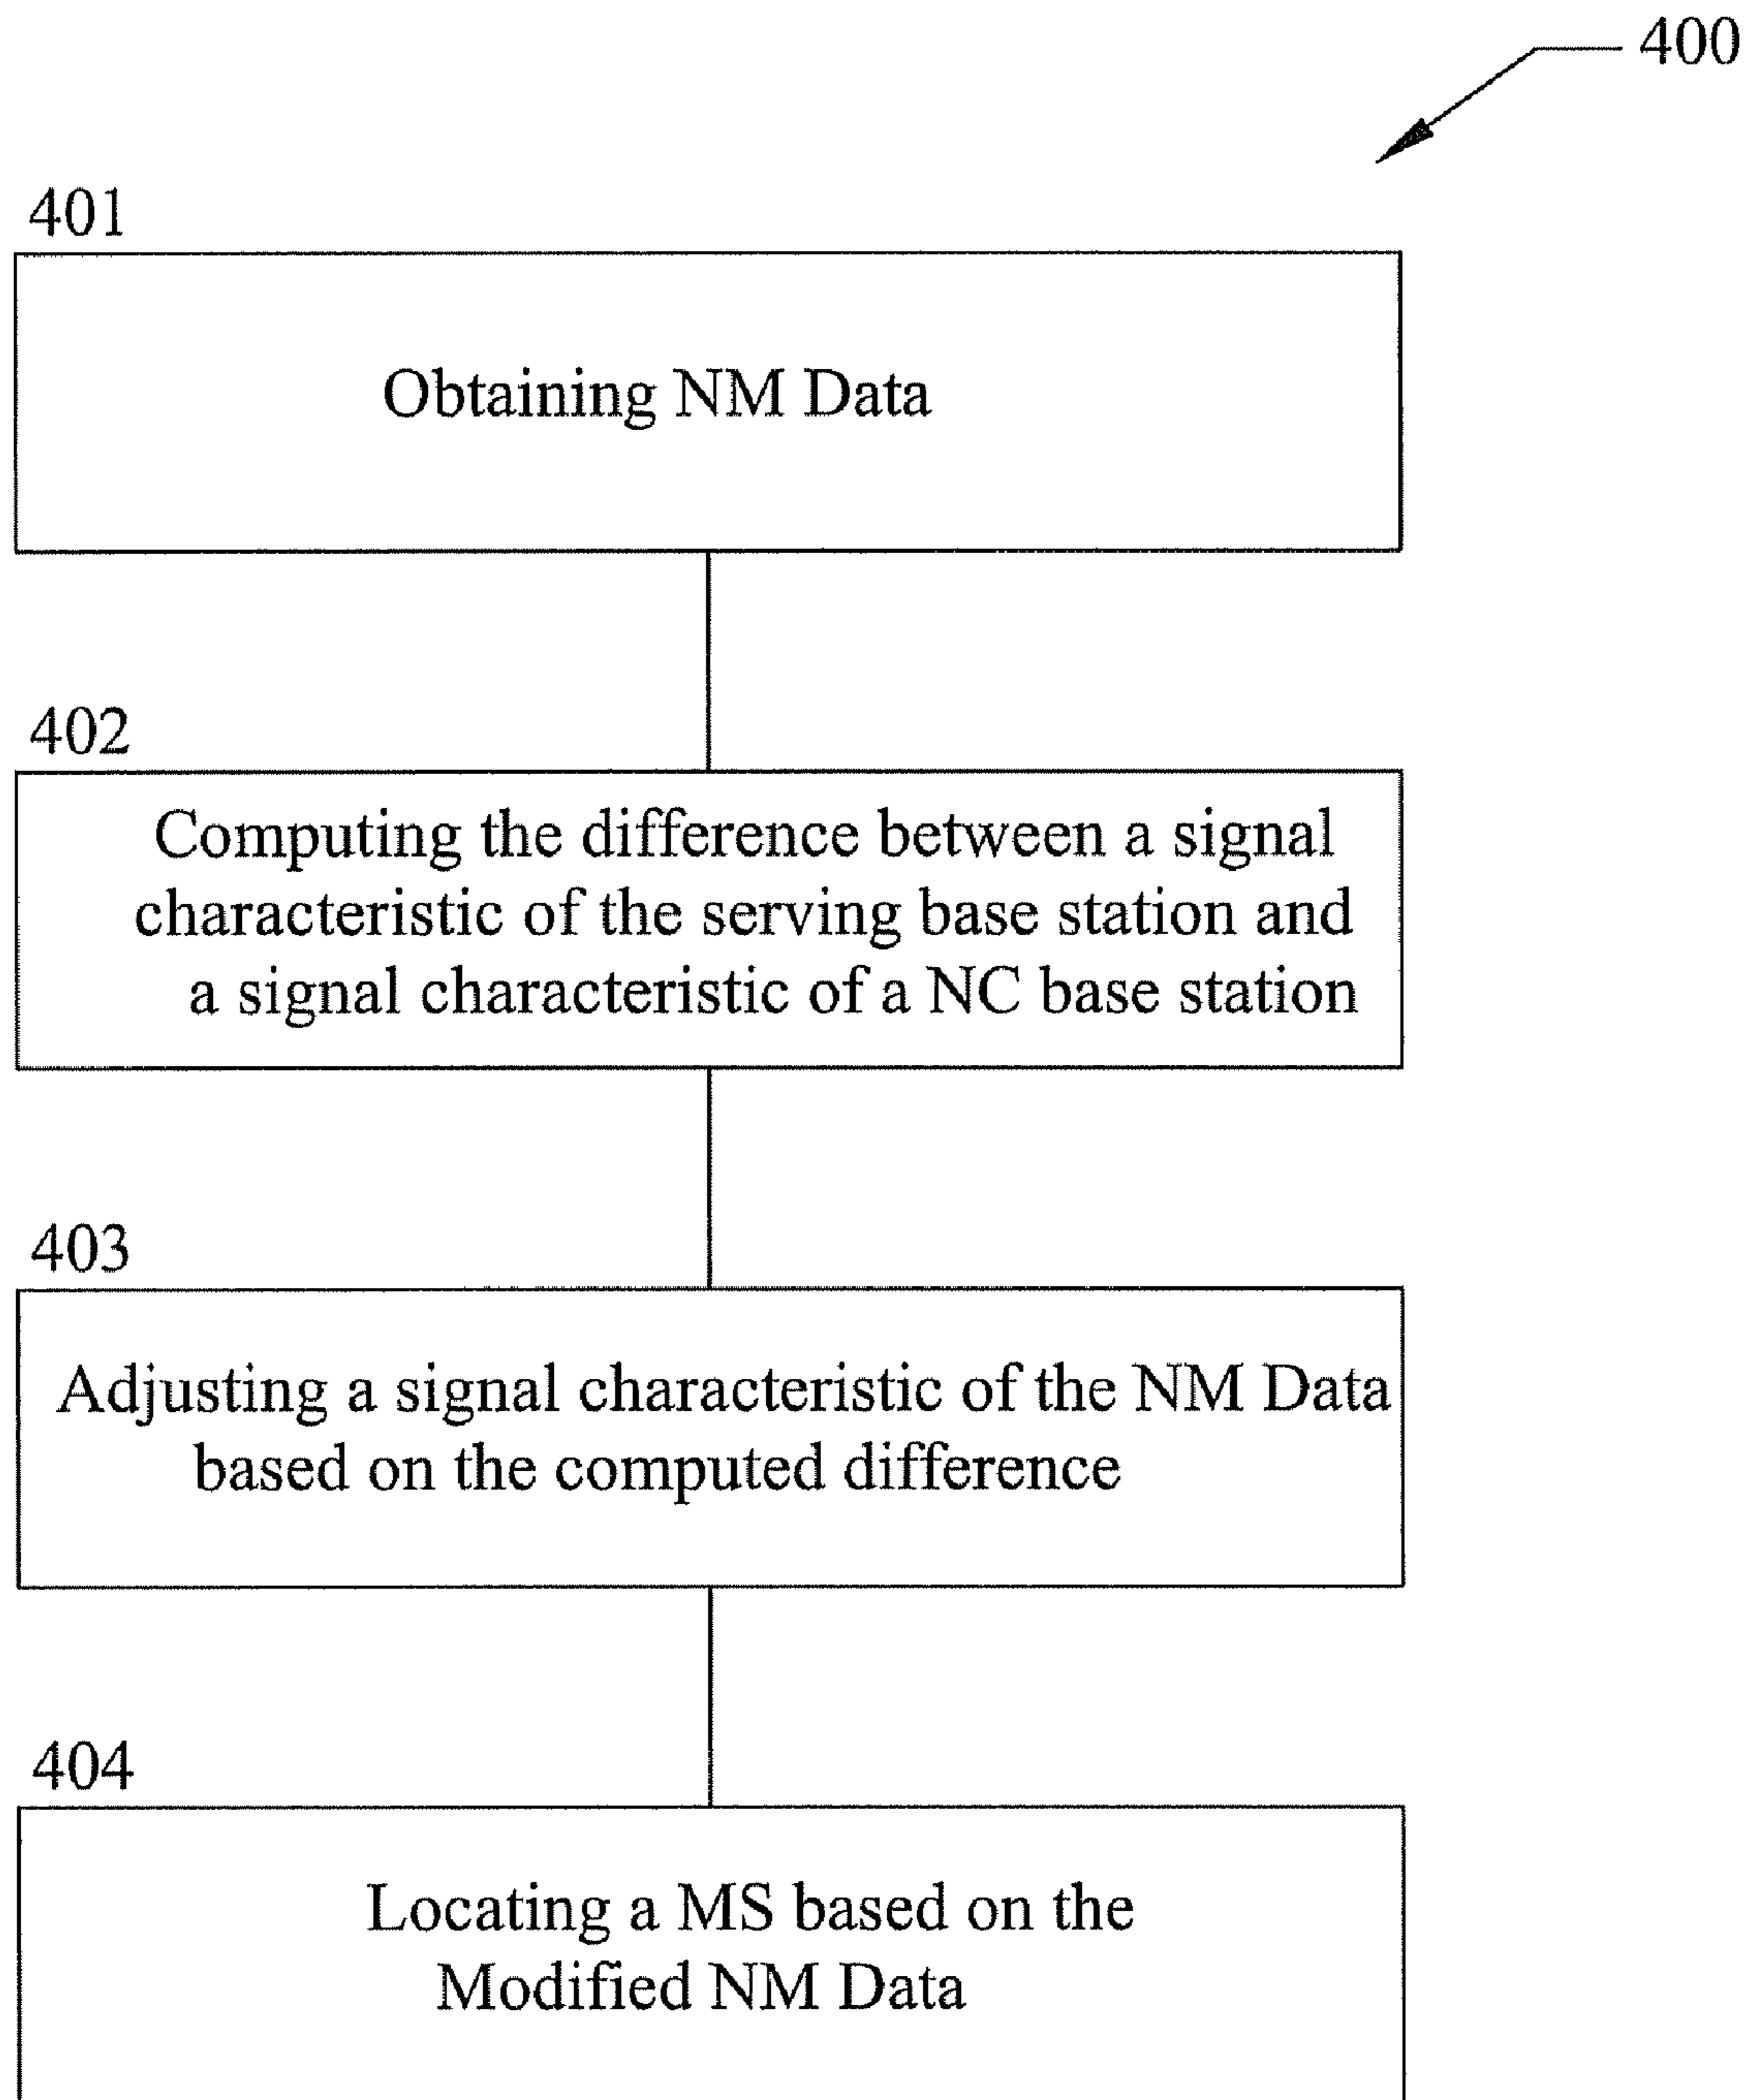 400
401
Obtaining NM Data
402
Computing the difference between a signal
characteristic of the serving base station and
a signal characteristic of a NC base station
403
Adjusting a signal characteristic of the NM Data
based on the computed difference
404
Locating a MS based on the
Modified NM Data